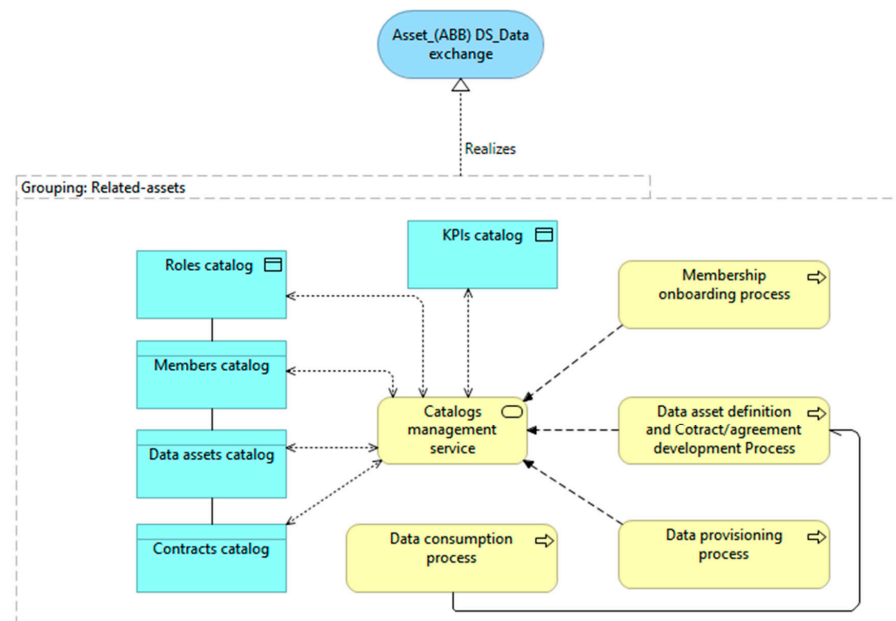 Asset_(ABB) DS_Data
exchange
Realizes
Grouping: Related-assets
KPIs catalog
Roles catalog
Membership
onboarding process
Members catalog
Catalogs
management
service
Data asset definition
and Cotract/agreement
development Process
Data assets catalog
Data consumption
process
Data provisioning
process
Contracts catalog